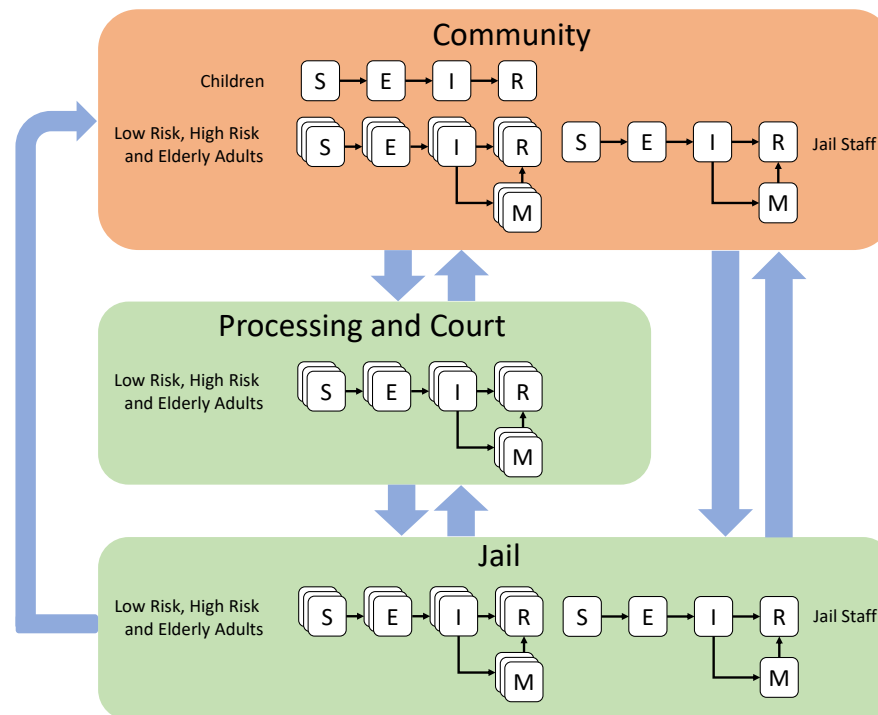 Community
Children
S E I R
Low Risk, High Risk
and Elderly Adults
S E I R
M
S E I R
M
Jail Staff
Processing and Court
Low Risk, High Risk
and Elderly Adults
S E I R
M
Jail
Low Risk, High Risk
and Elderly Adults
S E I R
M
S E I R
M
Jail Staff